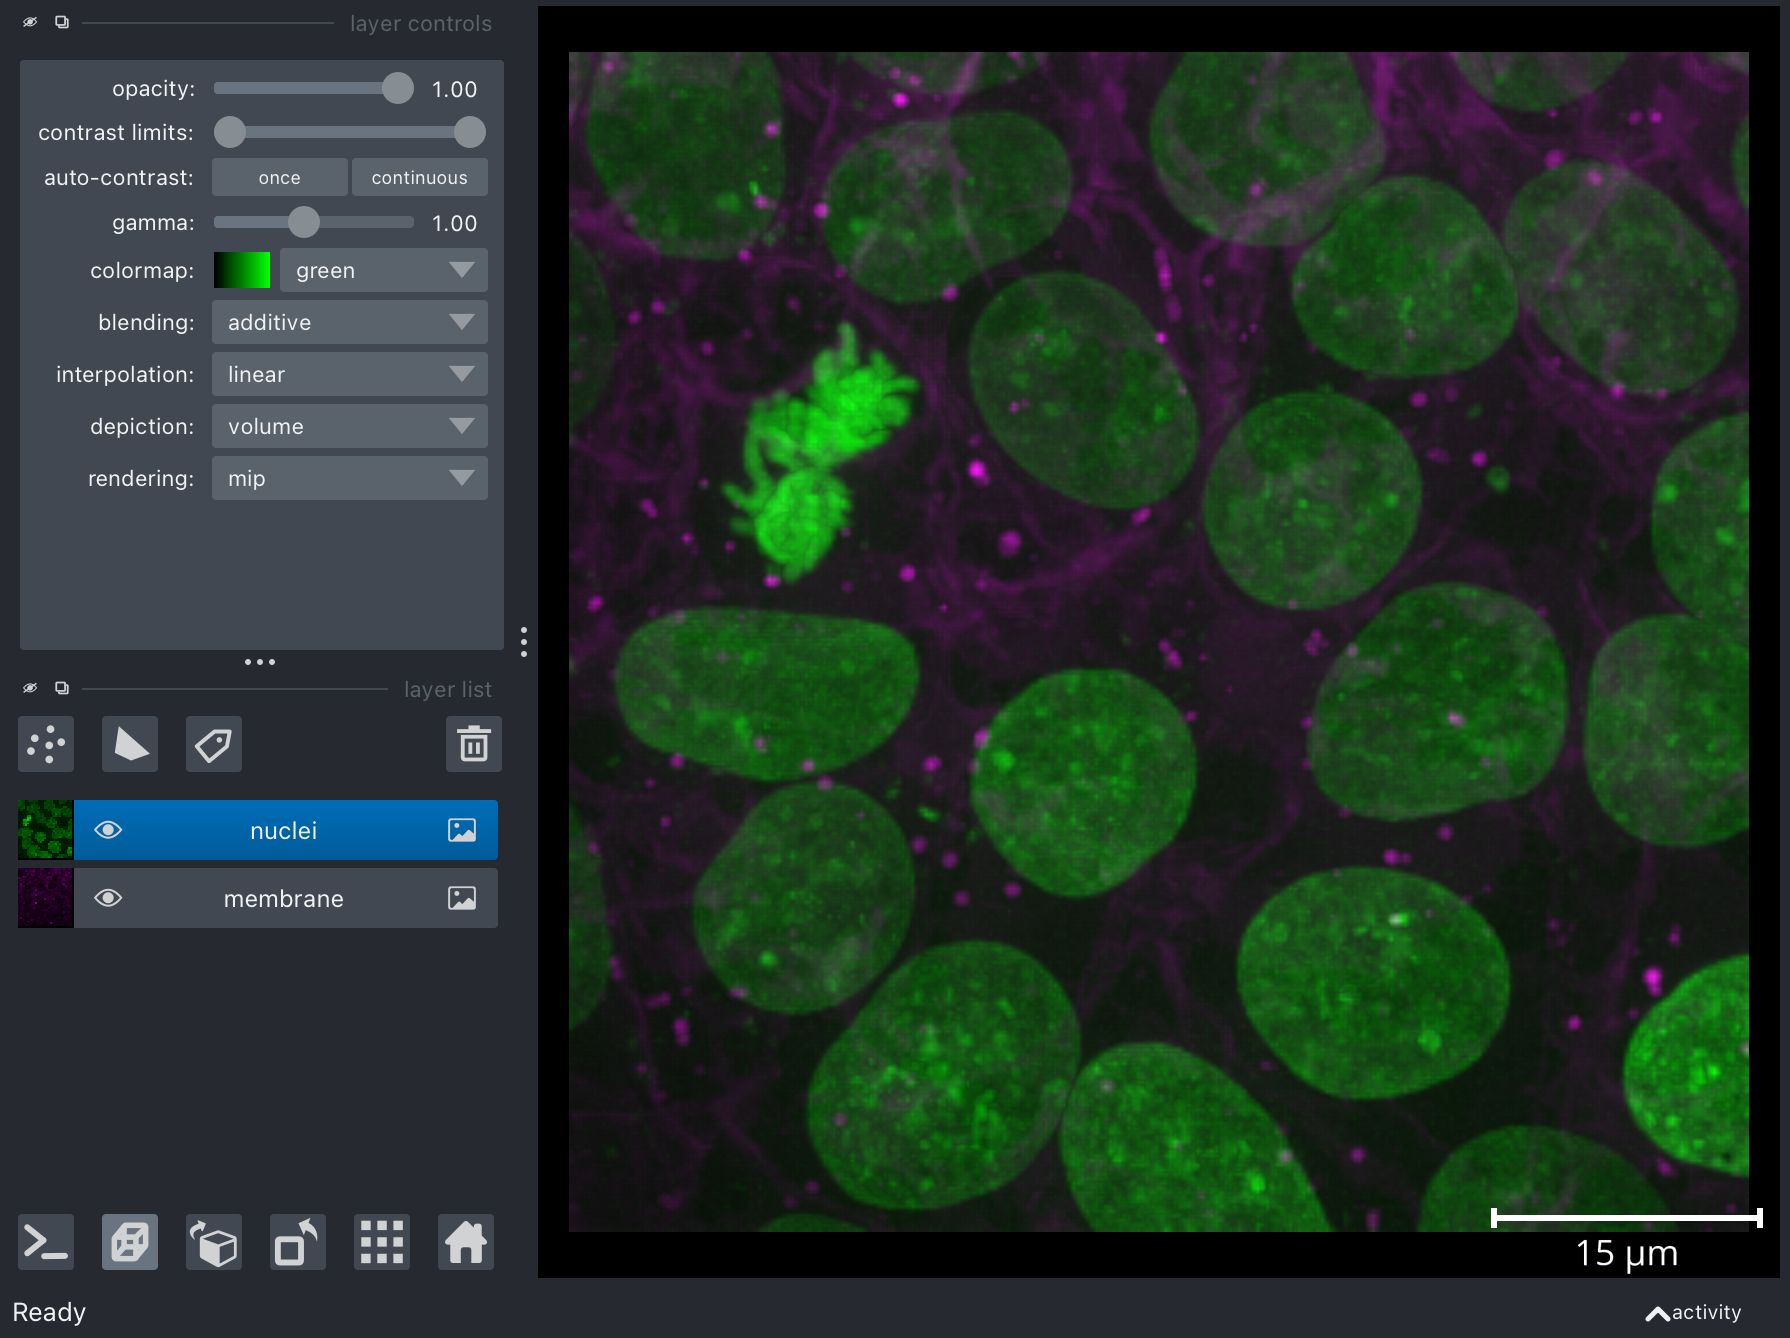 layer controls
opacity: 1.00
contrast limits:
auto-contrast: once continuous
gamma: 1.00
colormap: green
blending: additive
interpolation: linear
depiction: volume
rendering: mip
layer list
nuclei
membrane
15 μm
Ready
activity